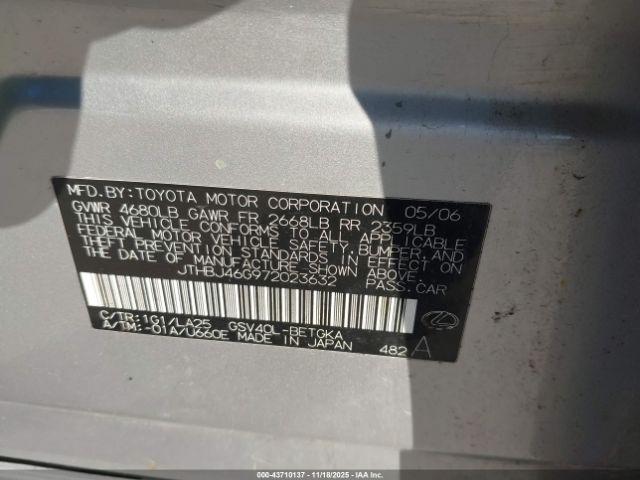 MFD.BY:TOYOTA MOTOR CORPORATION 05/06
GVWR 4680LB GAWR FR 2668LB RR 2359LB
THIS VEHICLE CONFORMS TO ALL APPLICABLE
FEDERAL MOTOR VEHICLE SAFETY, BUMPER, AND
THEFT PREVENTION STANDARDS IN EFFECT ON
THE DATE OF MANUFACTURE SHOWN ABOVE.
JTHBJ46G972023632 PASS.CAR
C/TR:1G1/LA25 GSV40L-BETGKA
A/TM:-01A/U660E MADE IN JAPAN 482 A
000-43710137 - 11/18/2025 - IAA Inc.